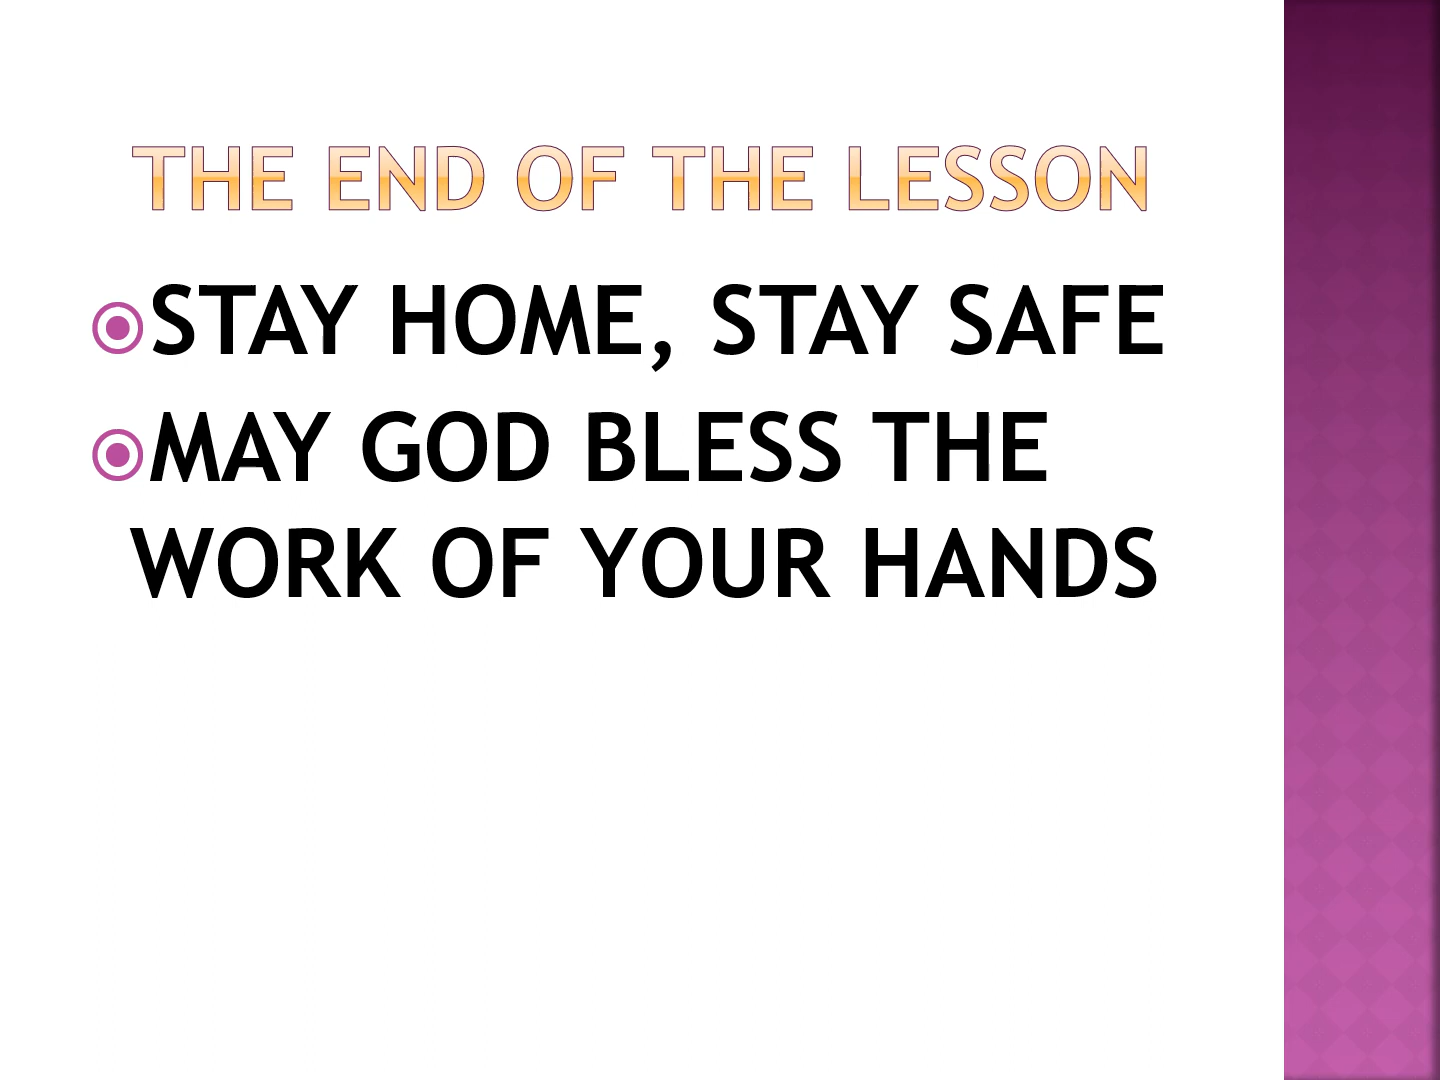 THE END OF THE LESSON
STAY HOME, STAY SAFE
MAY GOD BLESS THE
WORK OF YOUR HANDS